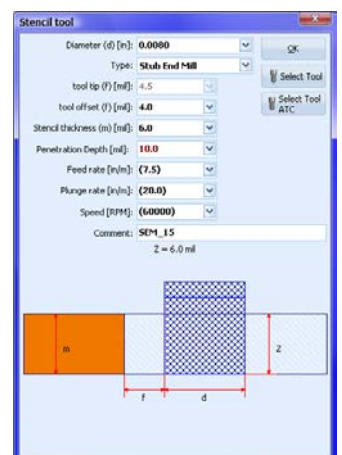 Stencil tool
Diameter (d) [in]: 0.0080
QK
Type: Stub End Mill
Select Tool
tool tip (f) [mil]: 4.5
tool offset (f) [mil]: 4.0
Select Tool ATC
Stencil thickness (m) [mil]: 6.0
Penetration Depth [mil]: 10.0
Feed rate [in/m]: (7.5)
Plunge rate [in/m]: (20.0)
Speed [RPM]: (60000)
Comment: SEM_15
Z = 6.0 mil
m
Z
f
d